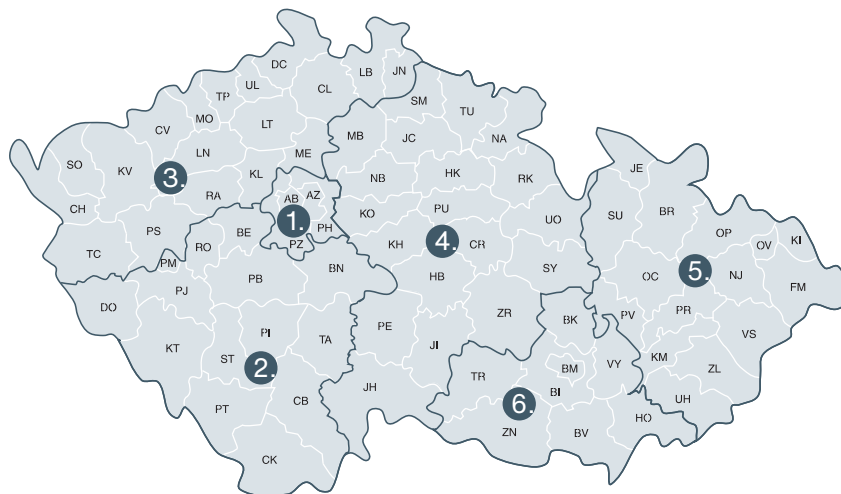 DC
LB
JN
UL
CL
TP
MO
CV
LT
SM
TU
MB
JC
NA
LN
ME
SO
KV
KL
NB
HK
RK
JE
3.
RA
AB
AZ
CH
KO
PU
SU
BR
1.
PS
BE
PH
UO
OP
KI
RO
PZ
KH
4.
CR
OV
TC
PM
BN
SY
OC
5.
NJ
PJ
PB
HB
FM
DO
ZR
PV
PR
PI
TA
PE
BK
VS
KT
JI
ST
2.
KM
BM
VY
ZL
TR
JH
BI
CB
6.
UH
PT
HO
ZN
BV
CK